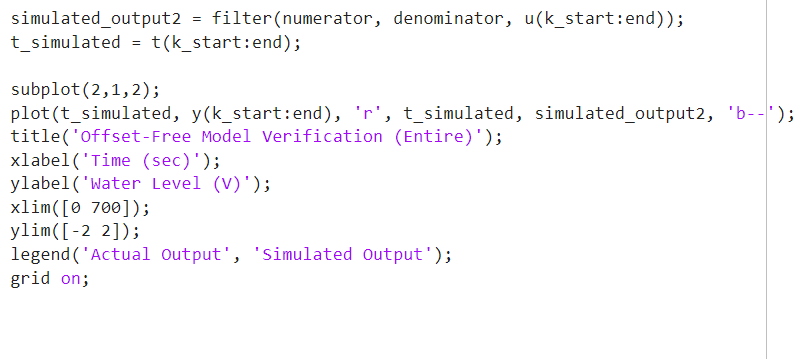 simulated_output2 = filter(numerator, denominator, u(k_start:end));
t_simulated = t(k_start:end);
subplot(2,1,2);
plot(t_simulated, y(k_start:end), 'r', t_simulated, simulated_output2, 'b--');
title('Offset-Free Model Verification (Entire)');
xlabel('Time (sec)');
ylabel('Water Level (V)');
xlim([0 700]);
ylim([-2 2]);
legend('Actual Output', 'Simulated Output');
grid on;